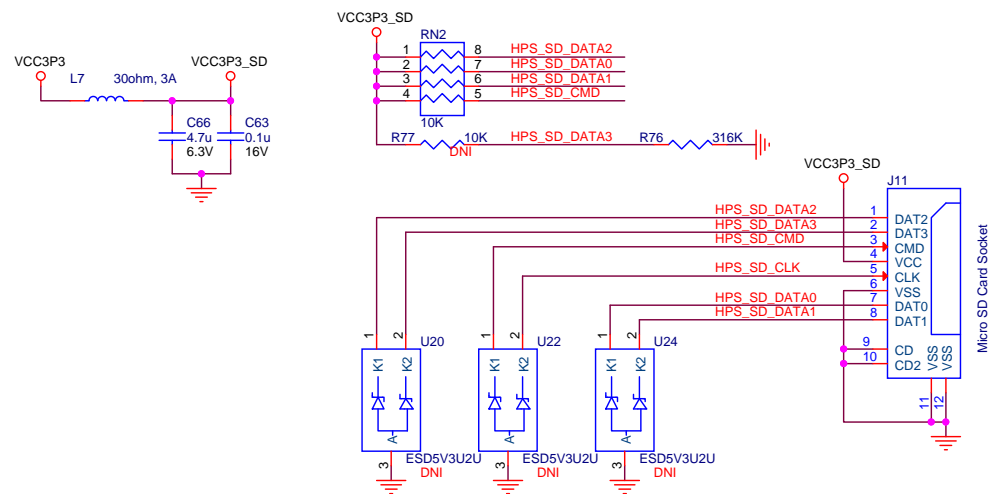 VCC3P3_SD
RN2
1 8 HPS_SD_DATA2
2 7 HPS_SD_DATA0
3 6 HPS_SD_DATA1
4 5 HPS_SD_CMD
10K
R77 10K HPS_SD_DATA3 R76 316K
DNI
VCC3P3 VCC3P3_SD
L7 30ohm, 3A
C66 C63
4.7u 0.1u
6.3V 16V
VCC3P3_SD
J11
HPS_SD_DATA2 1 DAT2
HPS_SD_DATA3 2 DAT3
HPS_SD_CMD 3 CMD
4 VCC
HPS_SD_CLK 5 CLK
6 VSS
HPS_SD_DATA0 7 DAT0
HPS_SD_DATA1 8 DAT1
9 CD
10 CD2
VSS VSS
11 12
Micro SD Card Socket
1 2 U20
K1 K2
A
3 ESD5V3U2U
DNI
1 2 U22
K1 K2
A
3 ESD5V3U2U
DNI
1 2 U24
K1 K2
A
3 ESD5V3U2U
DNI